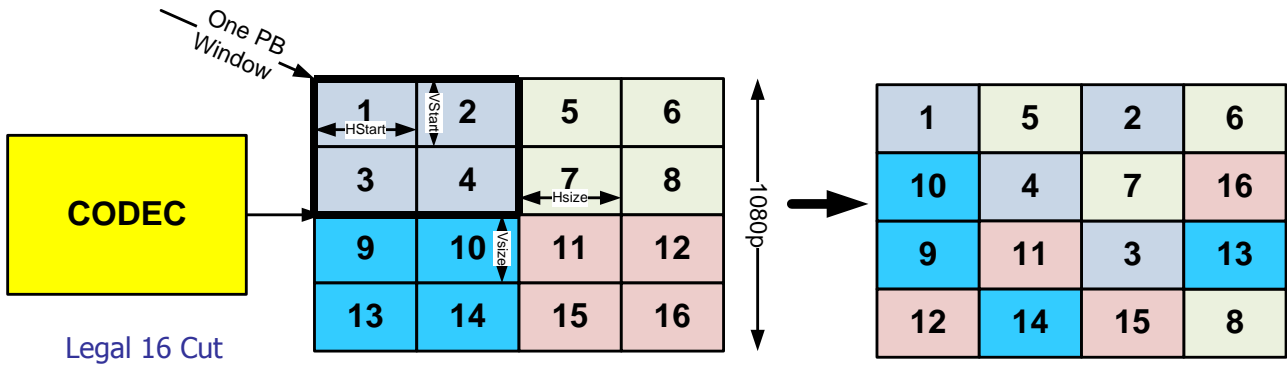 One PB
Window
1 2 5 6
VStart
HStart
3 4 7 8
Hsize
CODEC
9 10 11 12
Vsize
13 14 15 16
1080p
1 5 2 6
10 4 7 16
9 11 3 13
12 14 15 8
Legal 16 Cut